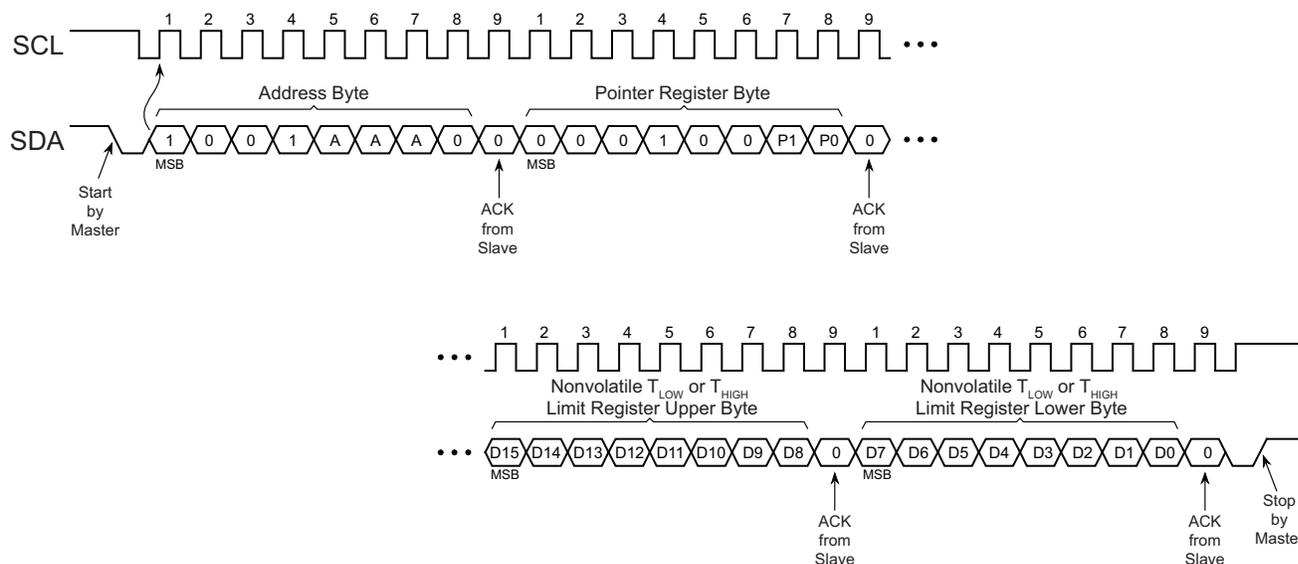 1 2 3 4 5 6 7 8 9 1 2 3 4 5 6 7 8 9
SCL
Address Byte Pointer Register Byte
SDA 1 0 0 1 A A A 0 0 0 0 0 1 0 0 P1 P0 0
MSB MSB
Start
by
Master
ACK
from
Slave
ACK
from
Slave
1 2 3 4 5 6 7 8 9 1 2 3 4 5 6 7 8 9
Nonvolatile TLOW or THIGH
Limit Register Upper Byte
Nonvolatile TLOW or THIGH
Limit Register Lower Byte
D15 D14 D13 D12 D11 D10 D9 D8 0 D7 D6 D5 D4 D3 D2 D1 D0 0
MSB MSB
ACK
from
Slave
ACK
from
Slave
Stop
by
Maste